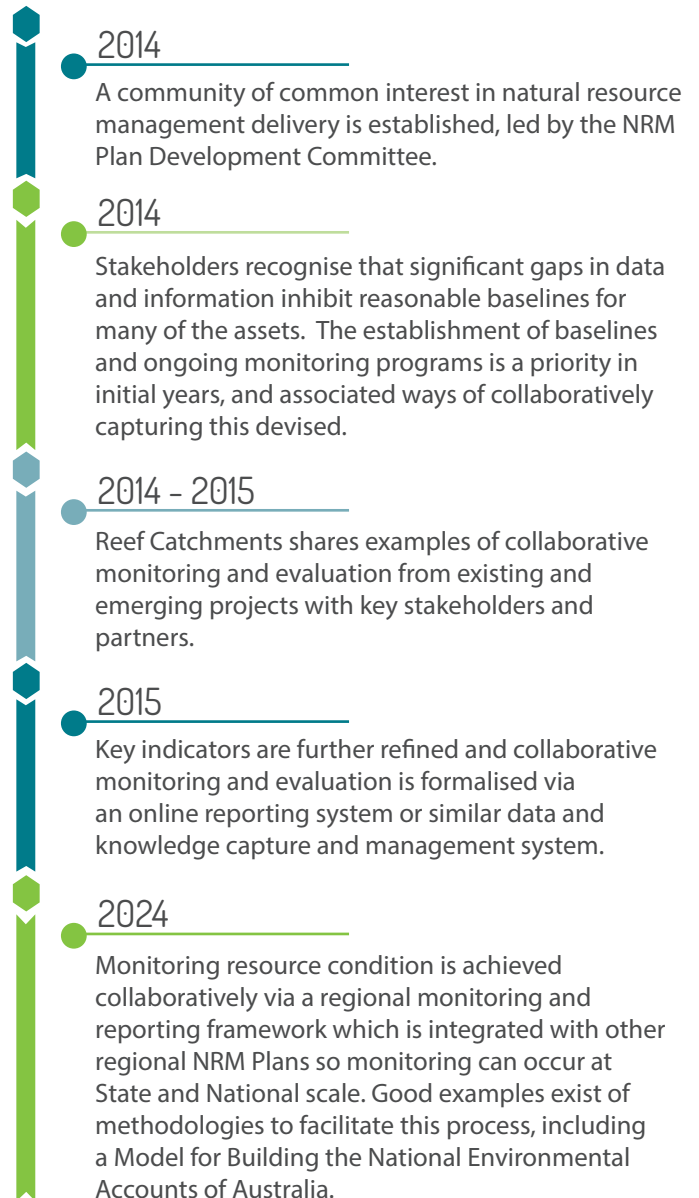 2014
A community of common interest in natural resource
management delivery is established, led by the NRM
Plan Development Committee.
2014
Stakeholders recognise that significant gaps in data
and information inhibit reasonable baselines for
many of the assets.  The establishment of baselines
and ongoing monitoring programs is a priority in
initial years, and associated ways of collaboratively
capturing this devised.
2014 – 2015
Reef Catchments shares examples of collaborative
monitoring and evaluation from existing and
emerging projects with key stakeholders and
partners.
2015
Key indicators are further refined and collaborative
monitoring and evaluation is formalised via
an online reporting system or similar data and
knowledge capture and management system.
2024
Monitoring resource condition is achieved
collaboratively via a regional monitoring and
reporting framework which is integrated with other
regional NRM Plans so monitoring can occur at
State and National scale. Good examples exist of
methodologies to facilitate this process, including
a Model for Building the National Environmental
Accounts of Australia.